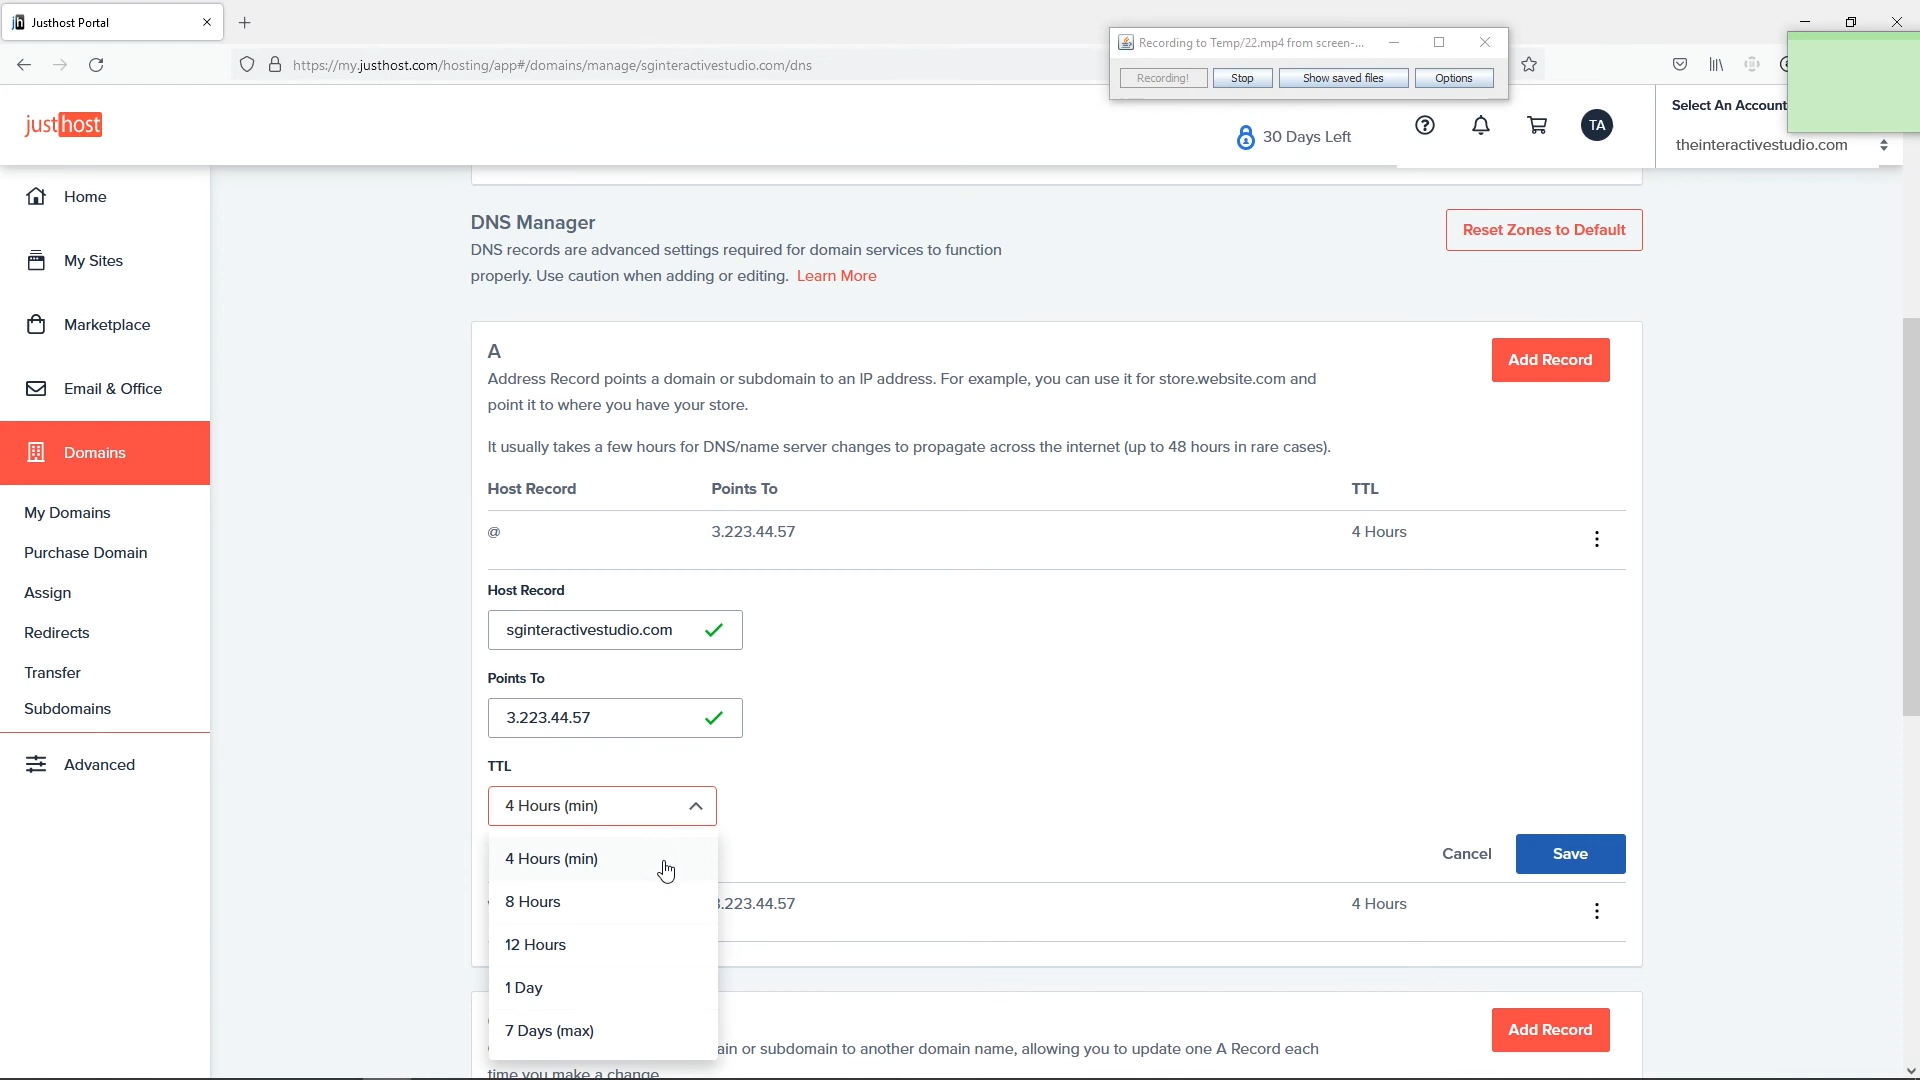 Justhost Portal
Recording to Temp/22.mp4 from screen-...
https://my.justhost.com/hosting/app#/domains/manage/sginteractivestudio.com/dns
Recording!
Stop
Show saved files
Options
justhost
30 Days Left
TA
Select An Account
theinteractivestudio.com
Home
My Sites
Marketplace
Email & Office
Domains
My Domains
Purchase Domain
Assign
Redirects
Transfer
Subdomains
Advanced
DNS Manager
DNS records are advanced settings required for domain services to function
properly. Use caution when adding or editing. Learn More
Reset Zones to Default
A
Address Record points a domain or subdomain to an IP address. For example, you can use it for store.website.com and
point it to where you have your store.
Add Record
It usually takes a few hours for DNS/name server changes to propagate across the internet (up to 48 hours in rare cases).
Host Record Points To TTL
@ 3.223.44.57 4 Hours
Host Record
sginteractivestudio.com
Points To
3.223.44.57
TTL
4 Hours (min)
4 Hours (min)
8 Hours
12 Hours
1 Day
7 Days (max)
Cancel
Save
.223.44.57 4 Hours
Add Record
or subdomain to another domain name, allowing you to update one A Record each
time you make a change